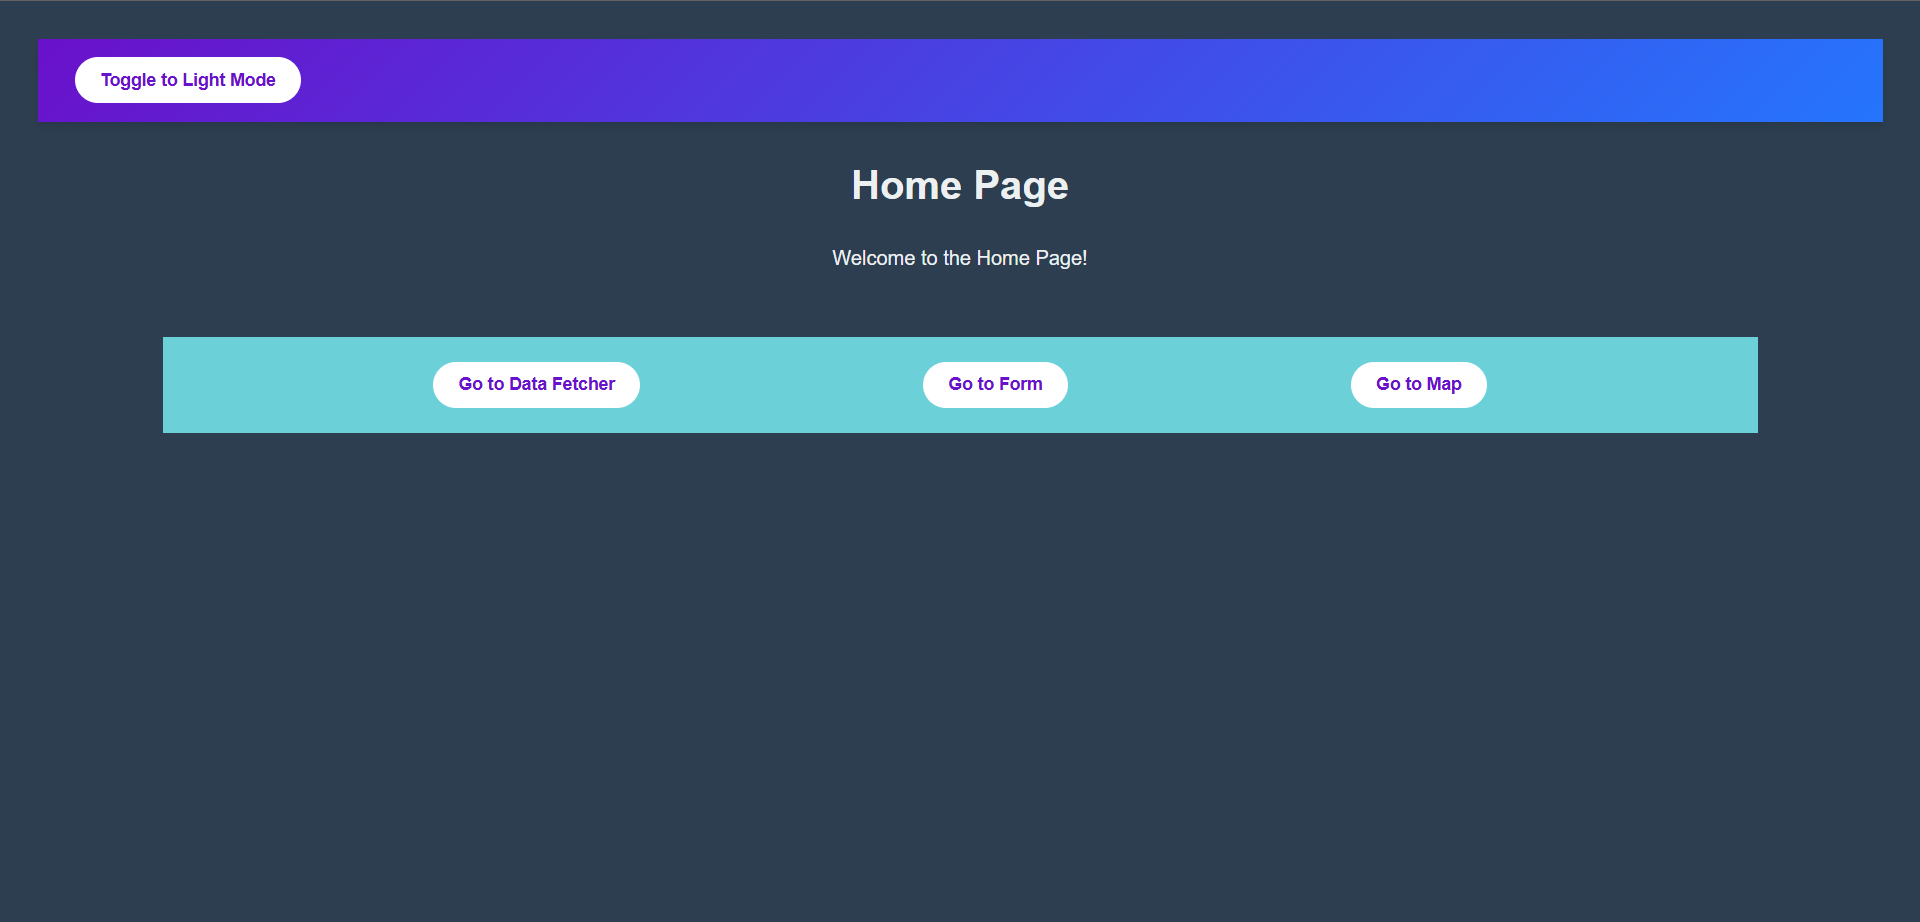 Toggle to Light Mode
Home Page
Welcome to the Home Page!
Go to Data Fetcher
Go to Form
Go to Map